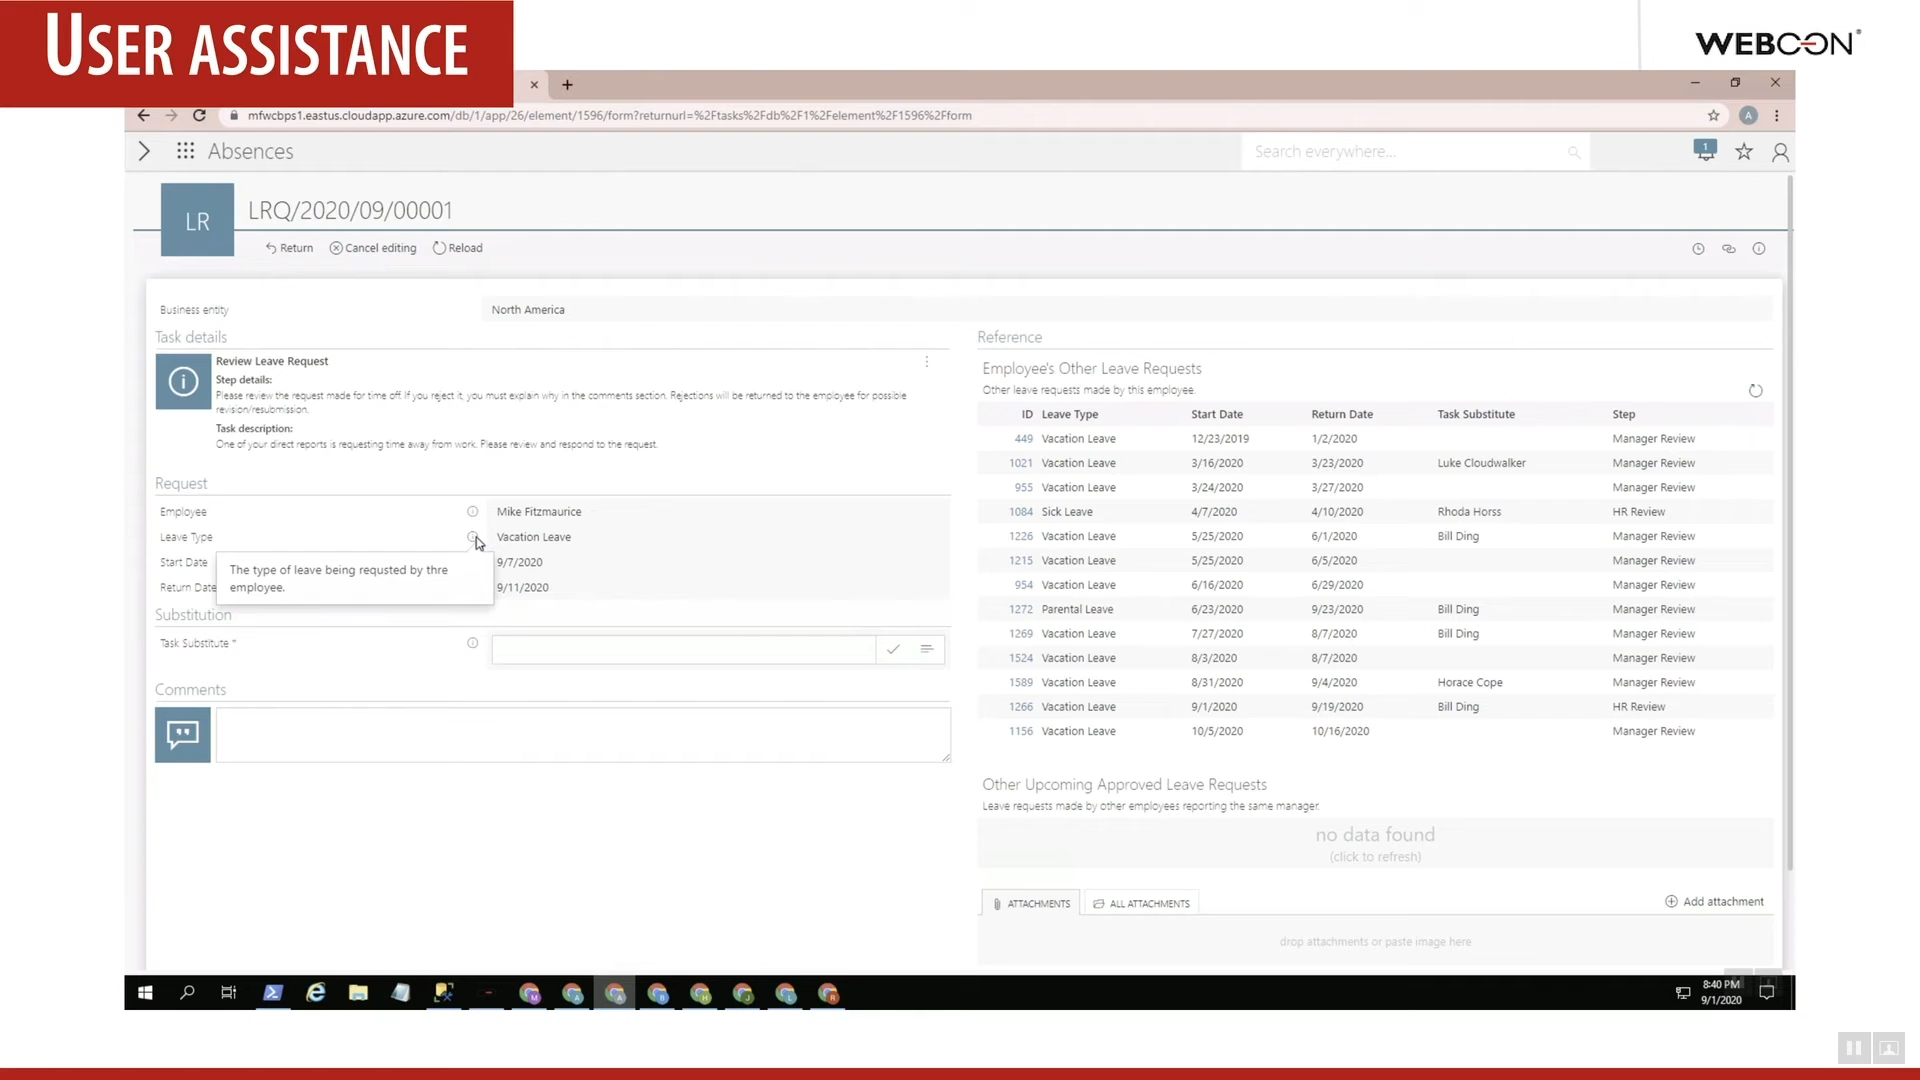 USER ASSISTANCE
WEBCON®
mfwcbps1.eastus.cloudapp.azure.com/db/1/app/26/element/1596/form?returnurl=%2Ftasks%2Fdb%2F1%2Felement%2F1596%2Fform
A
Absences
Search everywhere...
1
LR
LRQ/2020/09/00001
Return Cancel editing Reload
Business entity North America
Task details
Review Leave Request
Step details:
Please review the request made for time off. If you reject it, you must explain why in the comments section. Rejections will be returned to the employee for possible
revision/resubmission.
Task description:
One of your direct reports is requesting time away from work. Please review and respond to the request.
Request
Employee Mike Fitzmaurice
Leave Type Vacation Leave
Start Date 9/7/2020
Return Date 9/11/2020
The type of leave being requsted by thre
employee.
Substitution
Task Substitute *
Comments
Reference
Employee's Other Leave Requests
Other leave requests made by this employee.
ID Leave Type Start Date Return Date Task Substitute Step
449 Vacation Leave 12/23/2019 1/2/2020 Manager Review
1021 Vacation Leave 3/16/2020 3/23/2020 Luke Cloudwalker Manager Review
955 Vacation Leave 3/24/2020 3/27/2020 Manager Review
1084 Sick Leave 4/7/2020 4/10/2020 Rhoda Horss HR Review
1226 Vacation Leave 5/25/2020 6/1/2020 Bill Ding Manager Review
1215 Vacation Leave 5/25/2020 6/5/2020 Manager Review
954 Vacation Leave 6/16/2020 6/29/2020 Manager Review
1272 Parental Leave 6/23/2020 9/23/2020 Bill Ding Manager Review
1269 Vacation Leave 7/27/2020 8/7/2020 Bill Ding Manager Review
1524 Vacation Leave 8/3/2020 8/7/2020 Manager Review
1589 Vacation Leave 8/31/2020 9/4/2020 Horace Cope Manager Review
1266 Vacation Leave 9/1/2020 9/19/2020 Bill Ding HR Review
1156 Vacation Leave 10/5/2020 10/16/2020 Manager Review
Other Upcoming Approved Leave Requests
Leave requests made by other employees reporting the same manager.
no data found
(click to refresh)
ATTACHMENTS ALL ATTACHMENTS Add attachment
drop attachments or paste image here
8:40 PM
9/1/2020